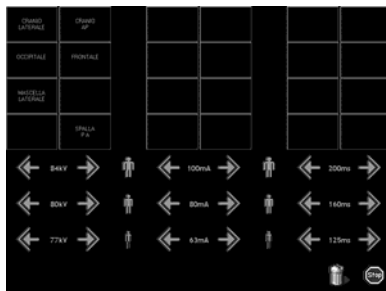 CRANIO
LATERALE
CRANIO
AP
OCCIPITALE
FRONTALE
MASCELLA
LATERALE
SPALLA
P A
84kV
100mA
200ms
80kV
80mA
160ms
77kV
63mA
125ms
Stop